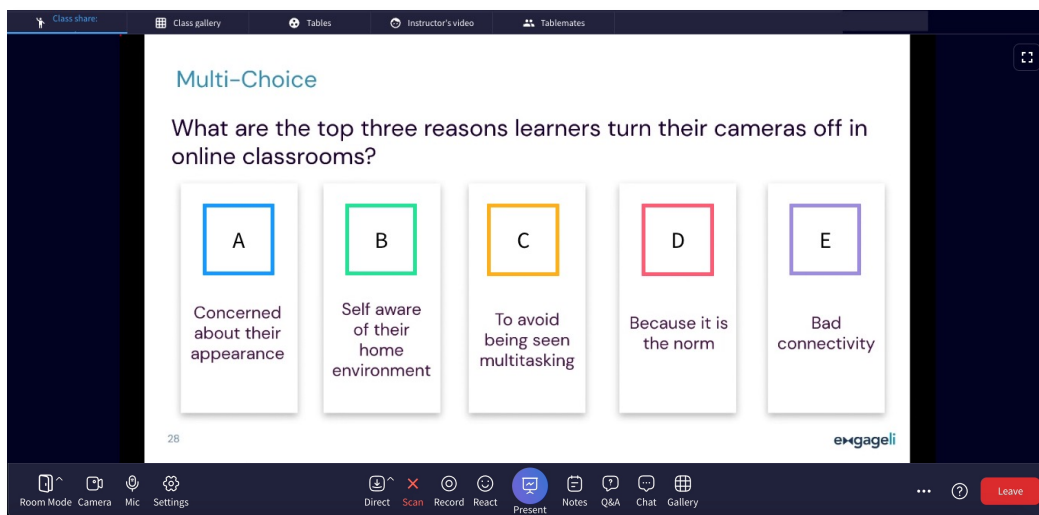 Class share:
Class gallery
Tables
Instructor's video
Tablemates
Multi-Choice
What are the top three reasons learners turn their cameras off in
online classrooms?
A
B
C
D
E
Concerned
about their
appearance
Self aware
of their
home
environment
To avoid
being seen
multitasking
Because it is
the norm
Bad
connectivity
28
engageli
Room Mode
Camera
Mic
Settings
Direct
Scan
Record
React
Present
Notes
Q&A
Chat
Gallery
Leave